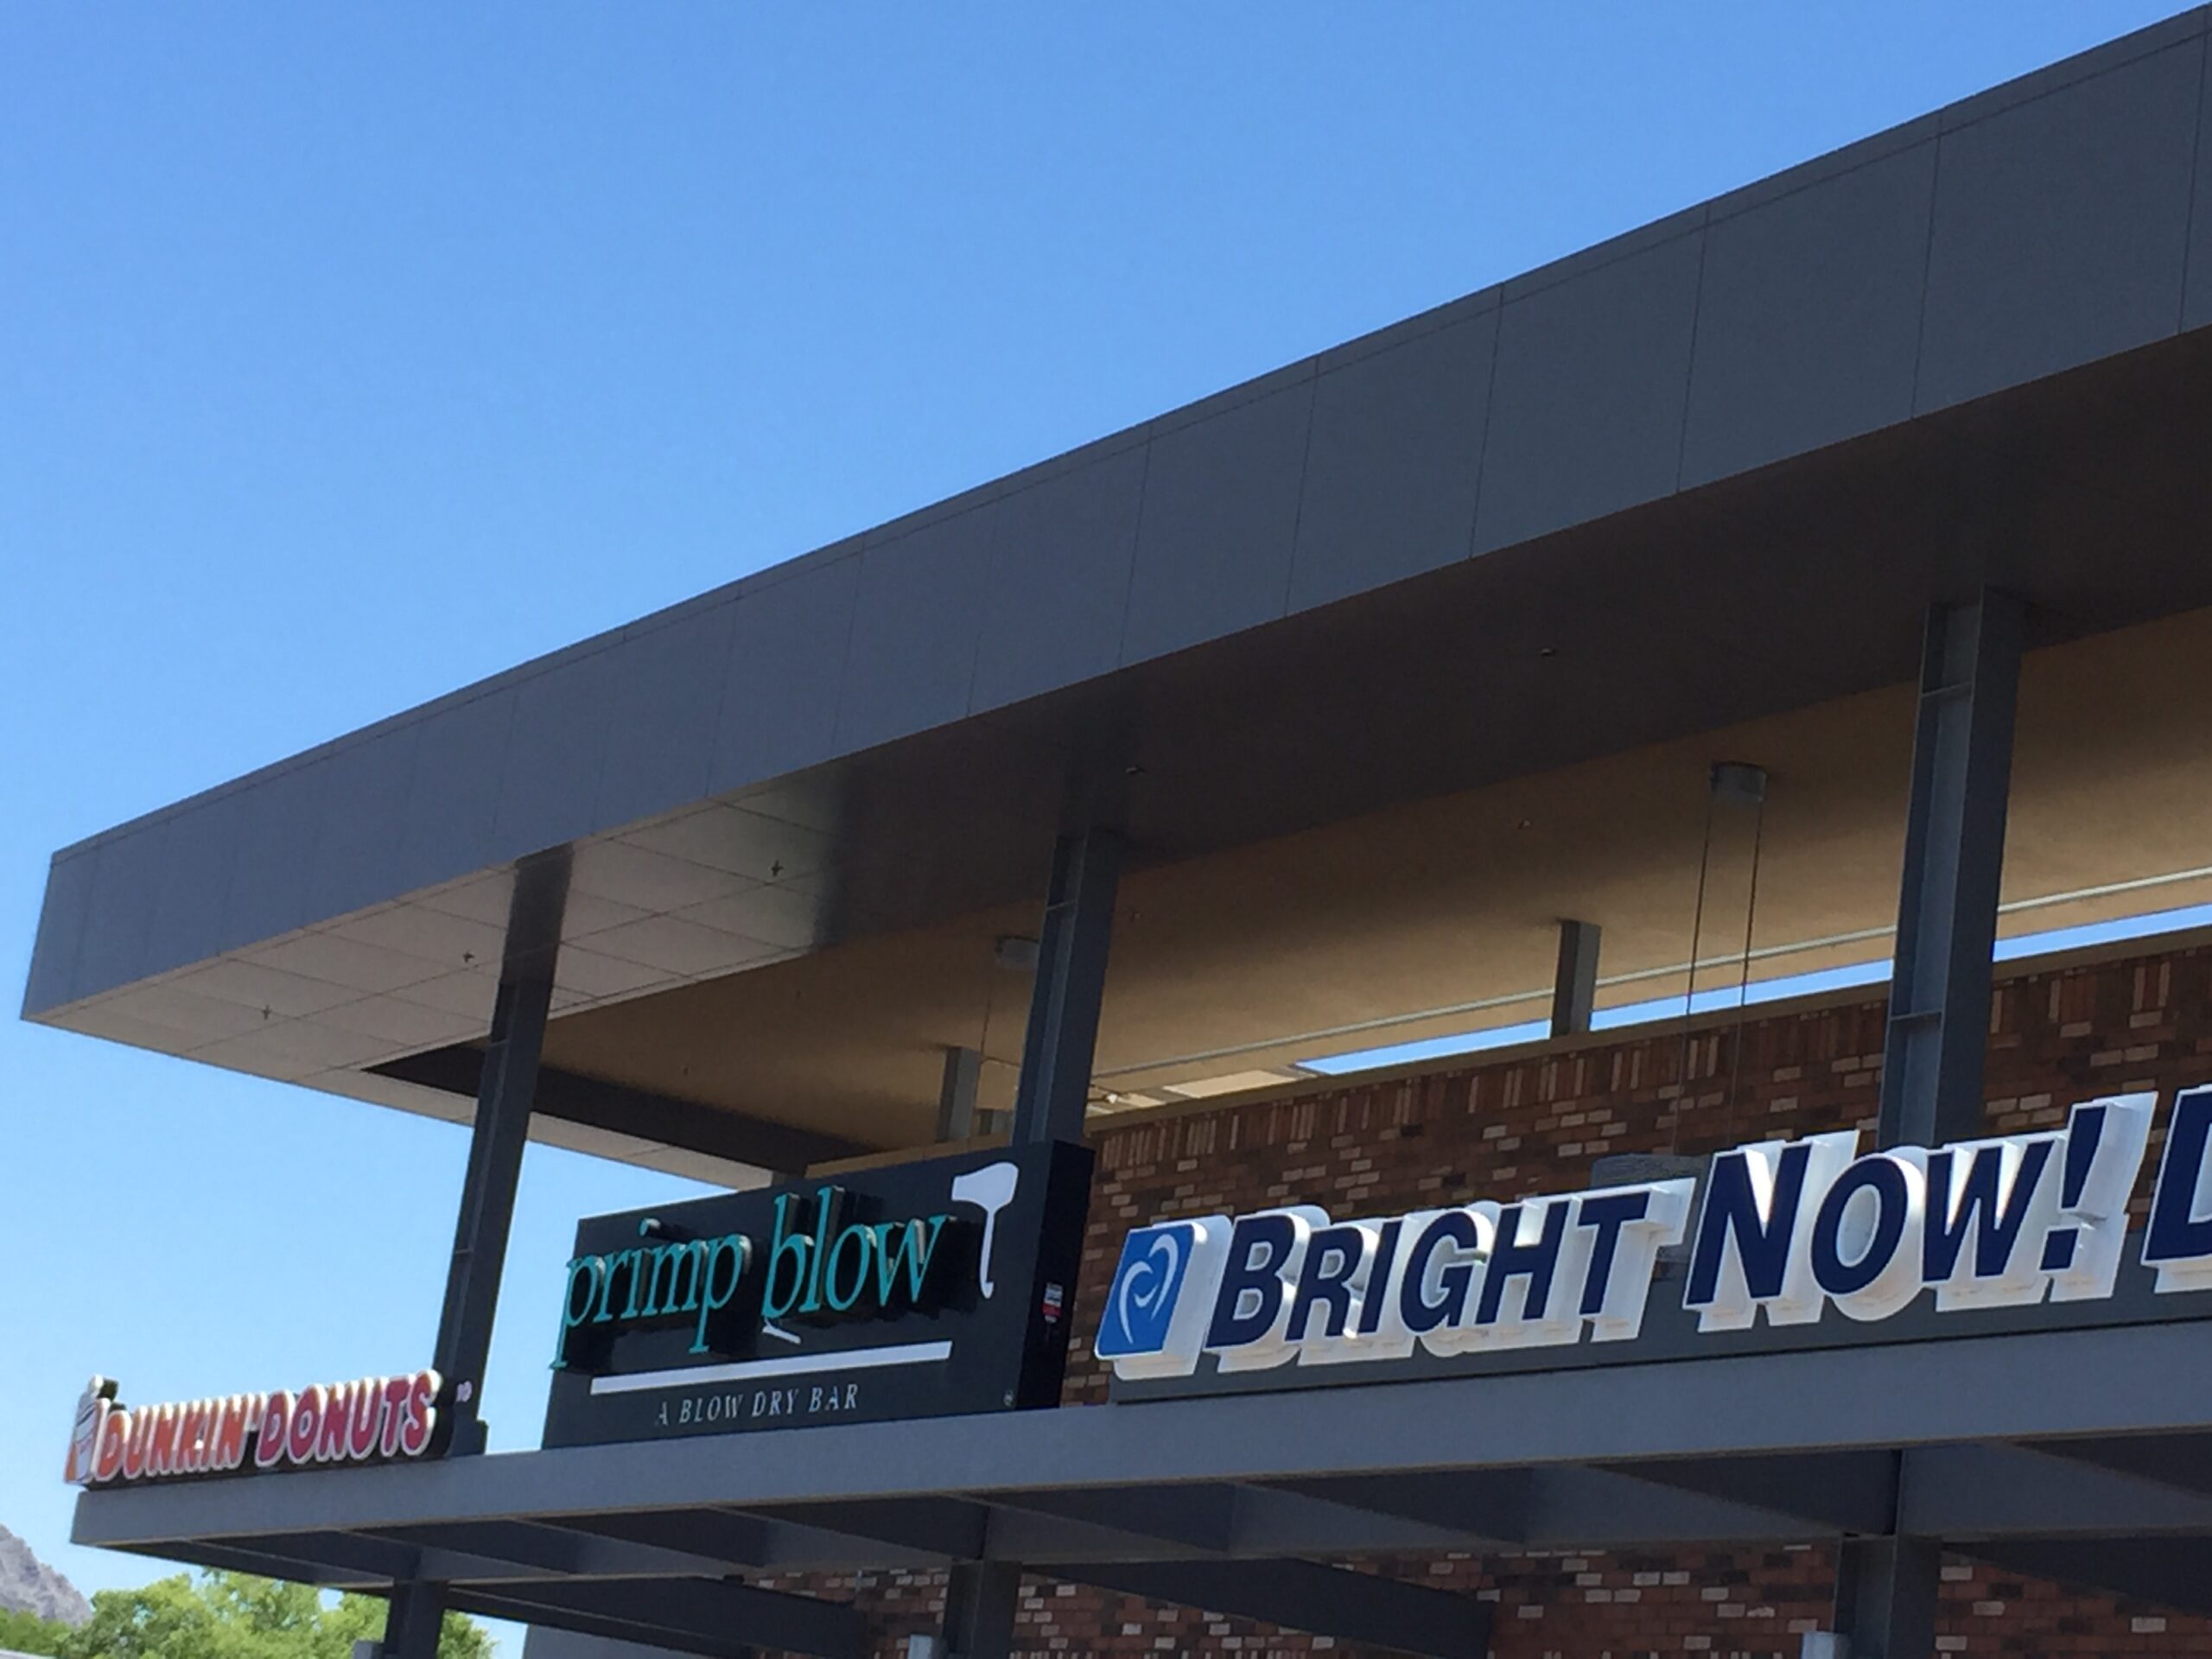 DUNKIN' DONUTS
primp blow
A BLOW DRY BAR
BRIGHT NOW! D